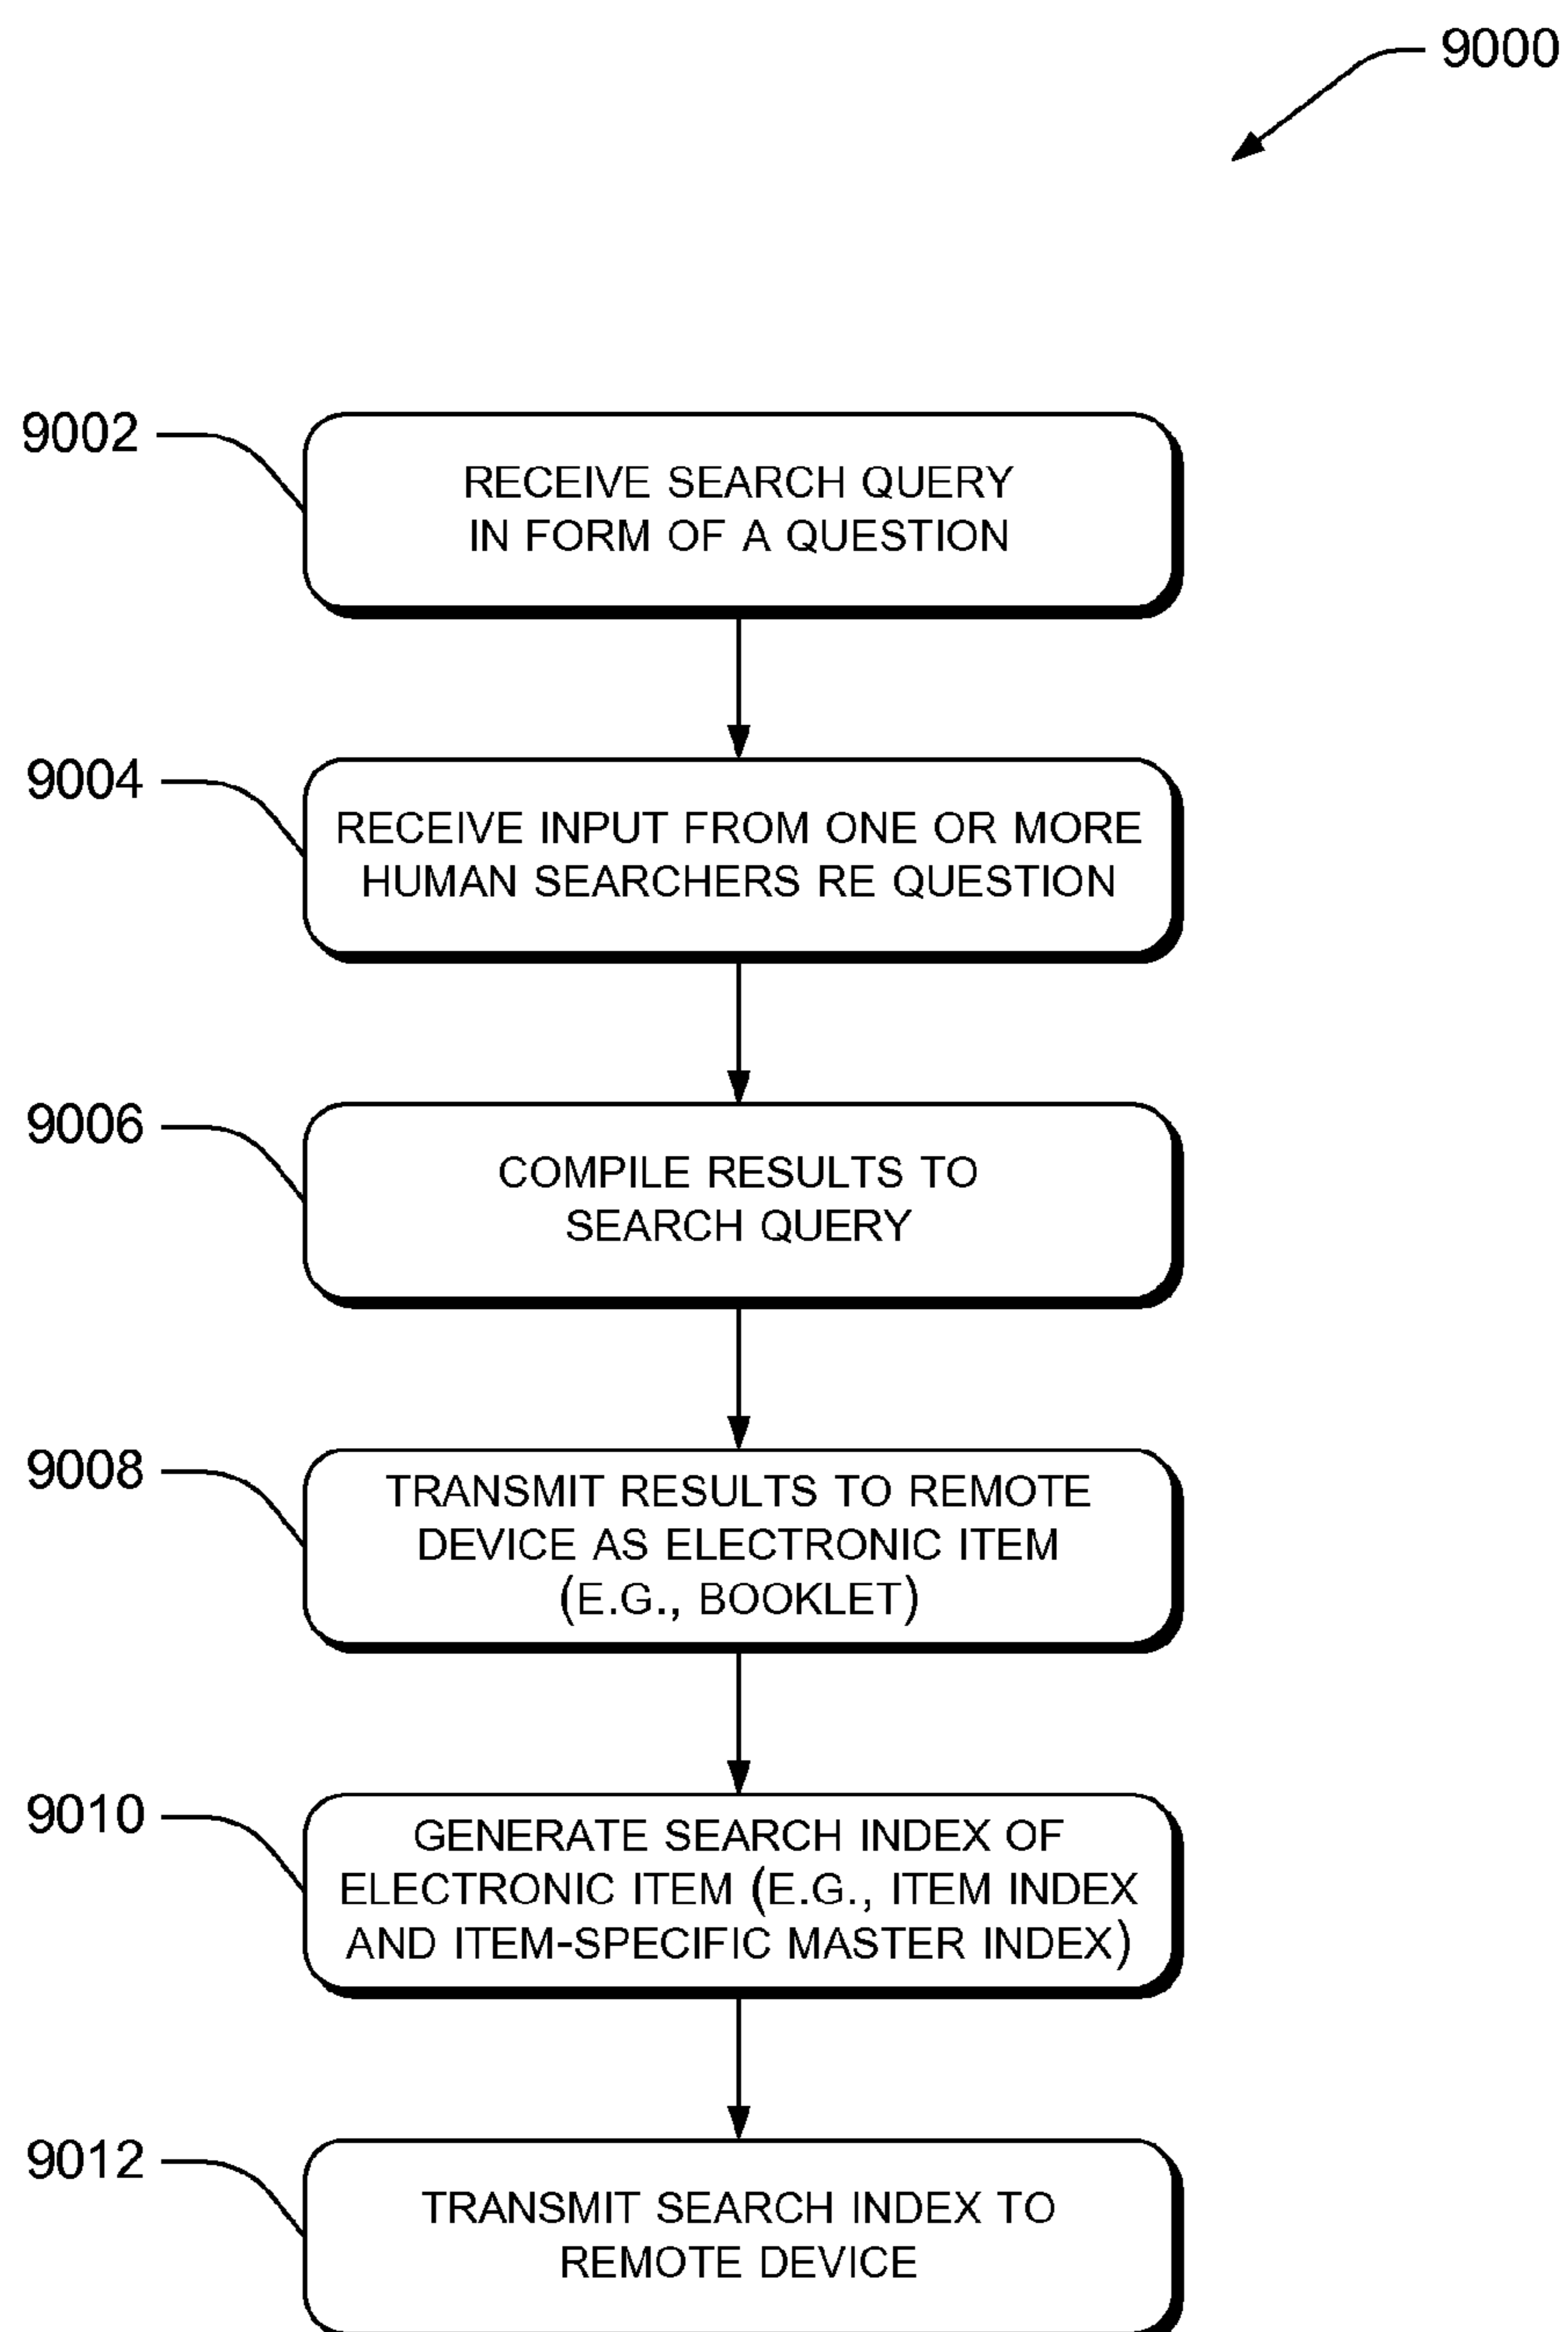 9000
9002
RECEIVE SEARCH QUERY
IN FORM OF A QUESTION
9004
RECEIVE INPUT FROM ONE OR MORE
HUMAN SEARCHERS RE QUESTION
9006
COMPILE RESULTS TO
SEARCH QUERY
9008
TRANSMIT RESULTS TO REMOTE
DEVICE AS ELECTRONIC ITEM
(E.G., BOOKLET)
9010
GENERATE SEARCH INDEX OF
ELECTRONIC ITEM (E.G., ITEM INDEX
AND ITEM-SPECIFIC MASTER INDEX)
9012
TRANSMIT SEARCH INDEX TO
REMOTE DEVICE